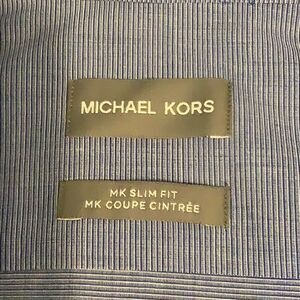 MICHAEL KORS
MK SLIM FIT
MK COUPE CINTRÉE